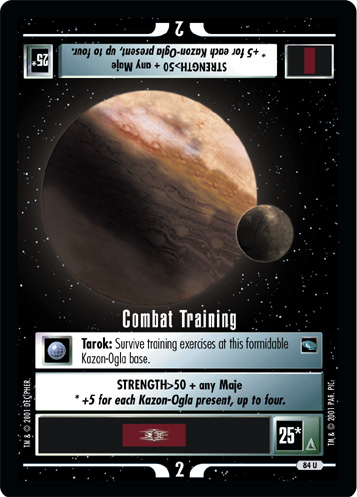 2
25*
STRENGTH>50 + any Maje
* +5 for each Kazon-Ogla present, up to four.
Combat Training
Tarok: Survive training exercises at this formidable
Kazon-Ogla base.
STRENGTH>50 + any Maje
* +5 for each Kazon-Ogla present, up to four.
25*
TM & © 2001 DECIPHER.
TM & © 2001 PAR. PIC.
2
84 U